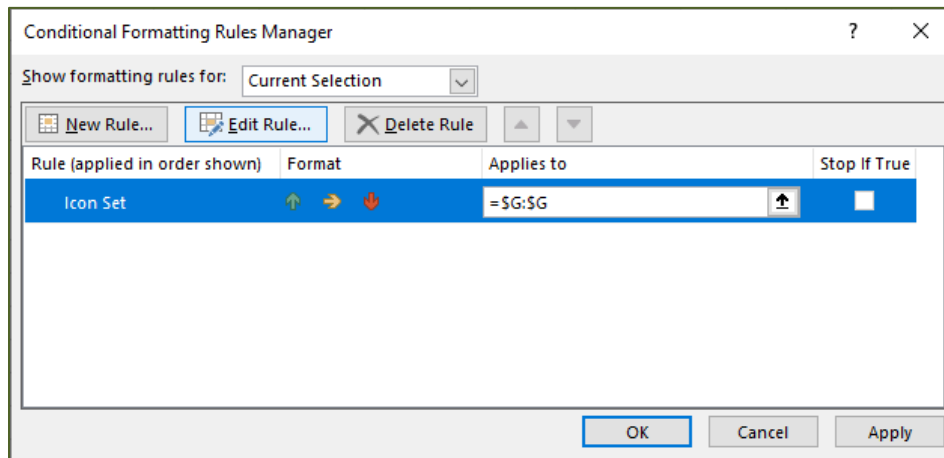 Conditional Formatting Rules Manager ?
Show formatting rules for: Current Selection
New Rule... Edit Rule... Delete Rule
Rule (applied in order shown) Format Applies to Stop If True
Icon Set =$G:$G
OK Cancel Apply